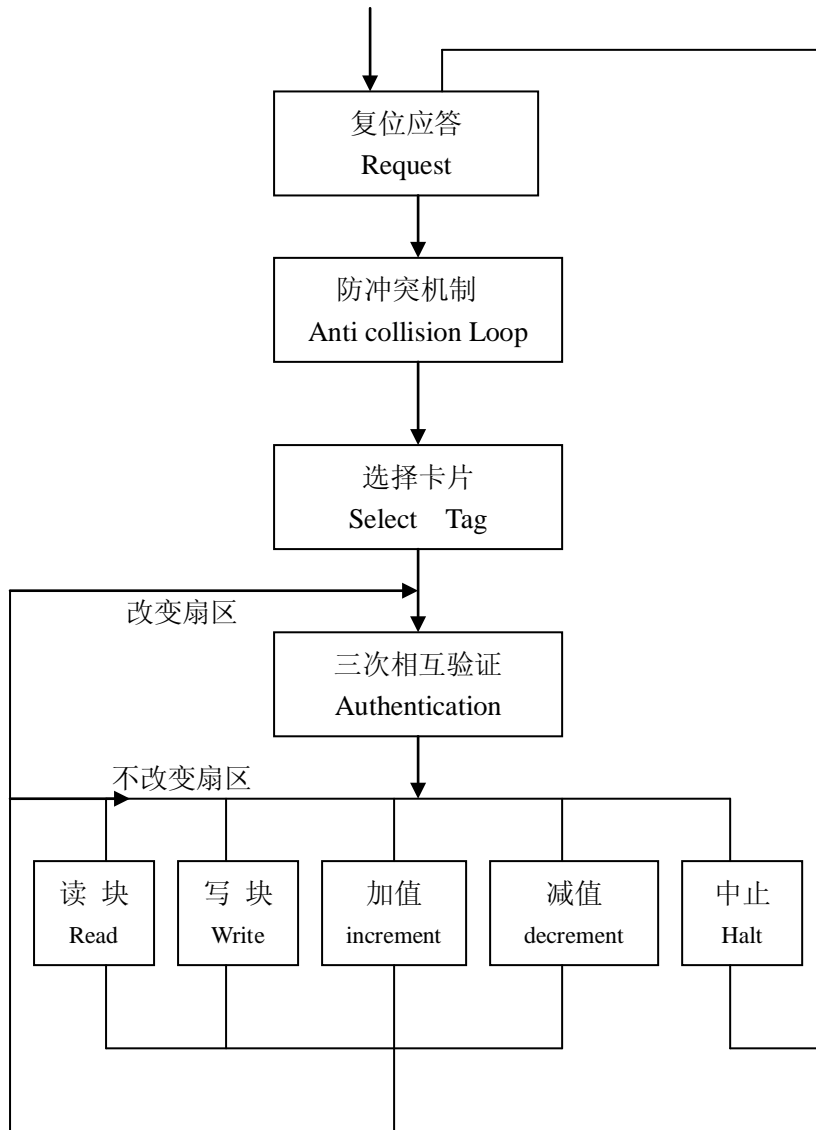 复位应答
Request
防冲突机制
Anti collision Loop
选择卡片
Select Tag
改变扇区
三次相互验证
Authentication
不改变扇区
读 块
Read
写 块
Write
加值
increment
减值
decrement
中止
Halt